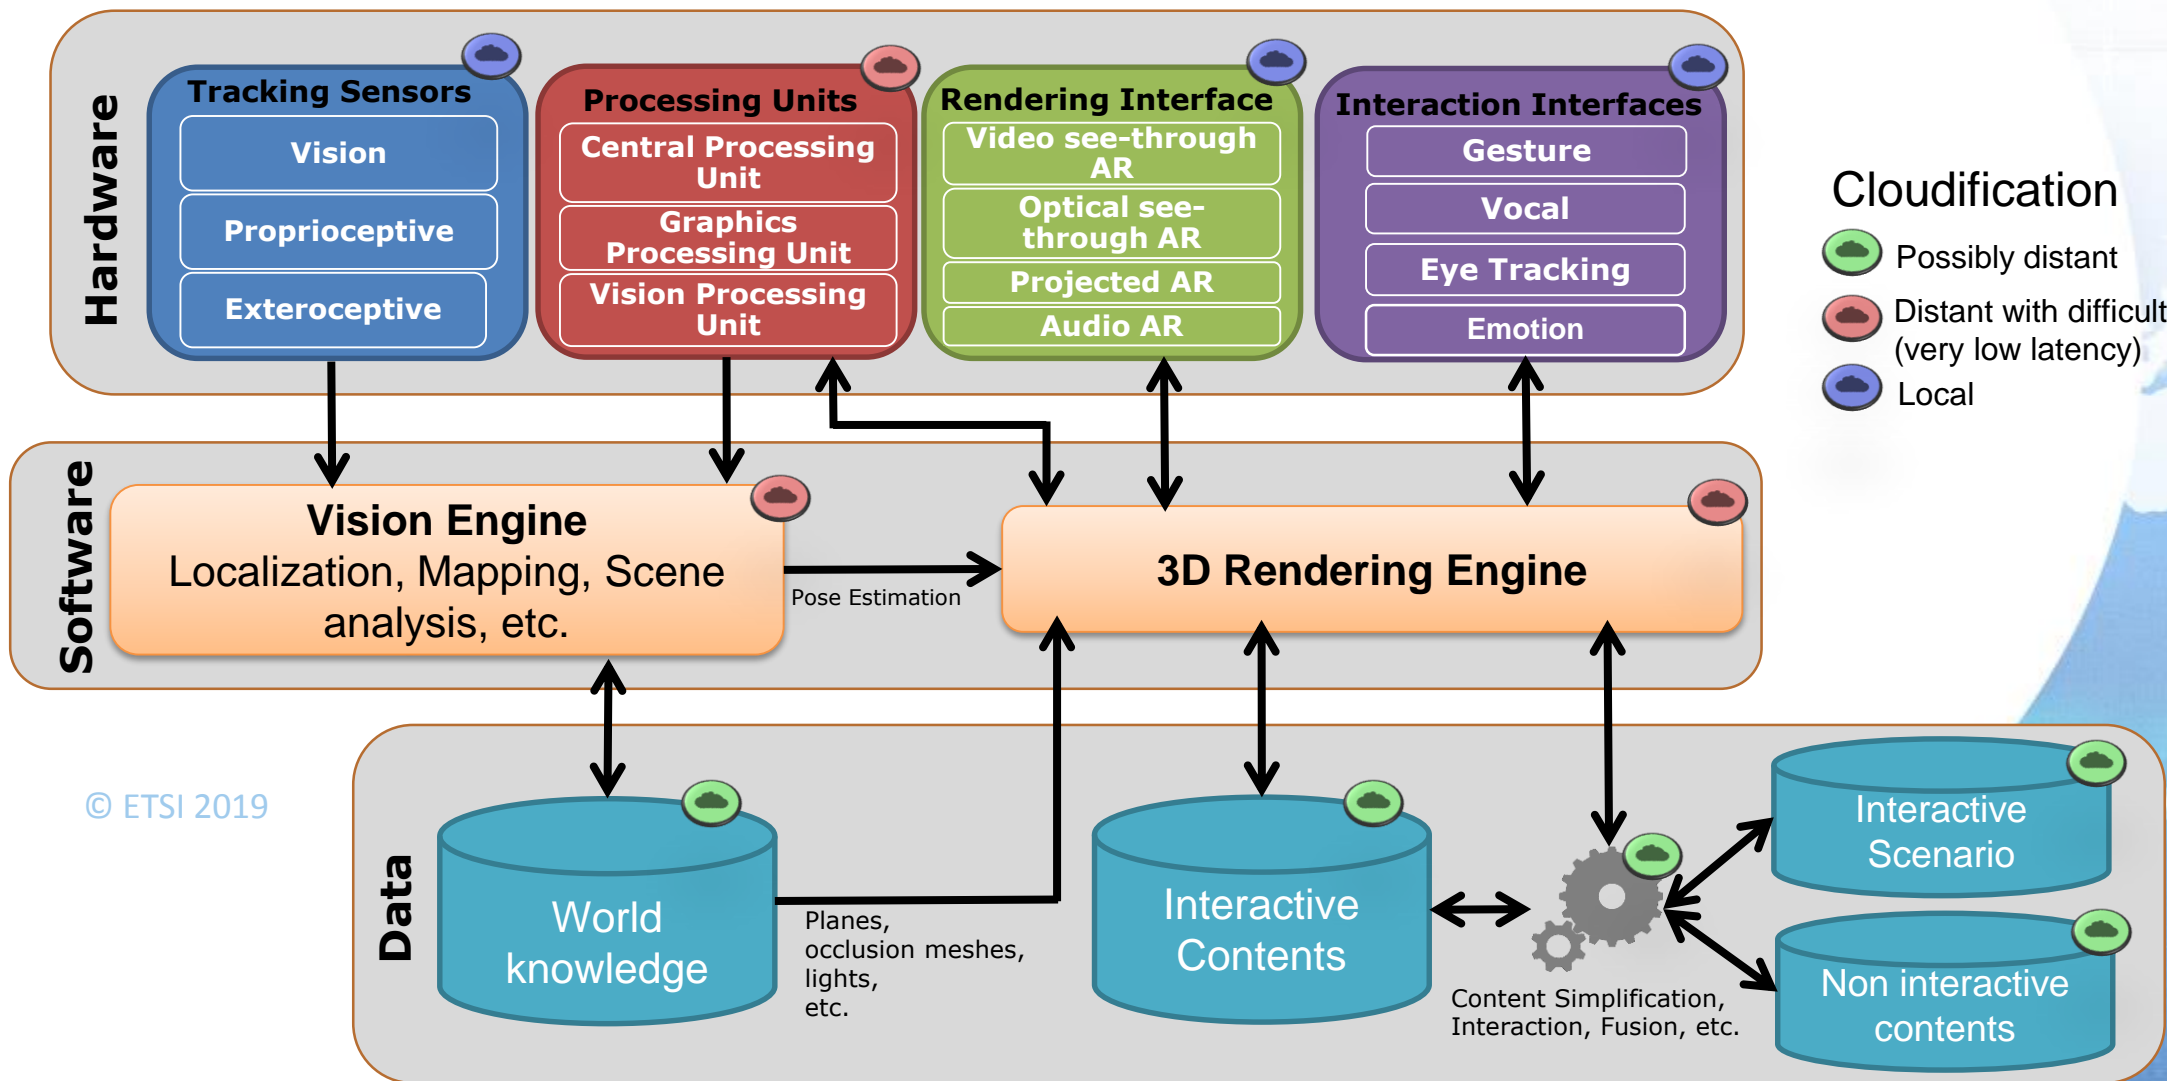 Hardware
Tracking Sensors
Vision
Proprioceptive
Exteroceptive
Processing Units
Central Processing
Unit
Graphics
Processing Unit
Vision Processing
Unit
Rendering Interface
Video see-through
AR
Optical see-
through AR
Projected AR
Audio AR
Interaction Interfaces
Gesture
Vocal
Eye Tracking
Emotion
Cloudification
Possibly distant
Distant with difficult
(very low latency)
Local
Software
Vision Engine
Localization, Mapping, Scene
analysis, etc.
Pose Estimation
3D Rendering Engine
© ETSI 2019
Data
World
knowledge
Planes,
occlusion meshes,
lights,
etc.
Interactive
Contents
Content Simplification,
Interaction, Fusion, etc.
Interactive
Scenario
Non interactive
contents